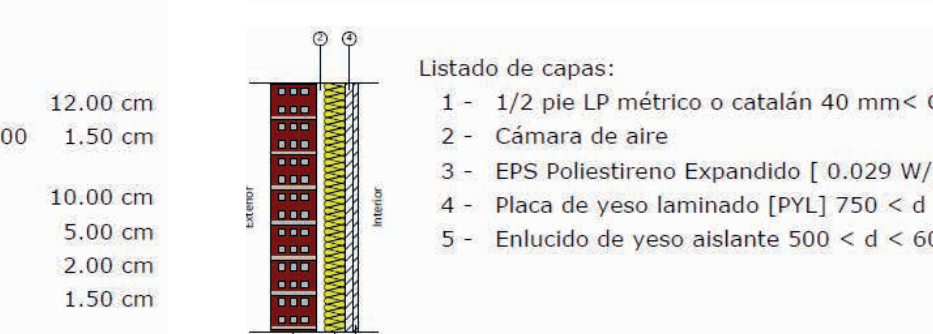 12.00 cm
00 1.50 cm
10.00 cm
5.00 cm
2.00 cm
1.50 cm
2 4
Exterior
Interior
Listado de capas:
1 - 1/2 pie LP métrico o catalán 40 mm<
2 - Cámara de aire
3 - EPS Poliestireno Expandido [ 0.029 W/
4 - Placa de yeso laminado [PYL] 750 < d
5 - Enlucido de yeso aislante 500 < d < 60